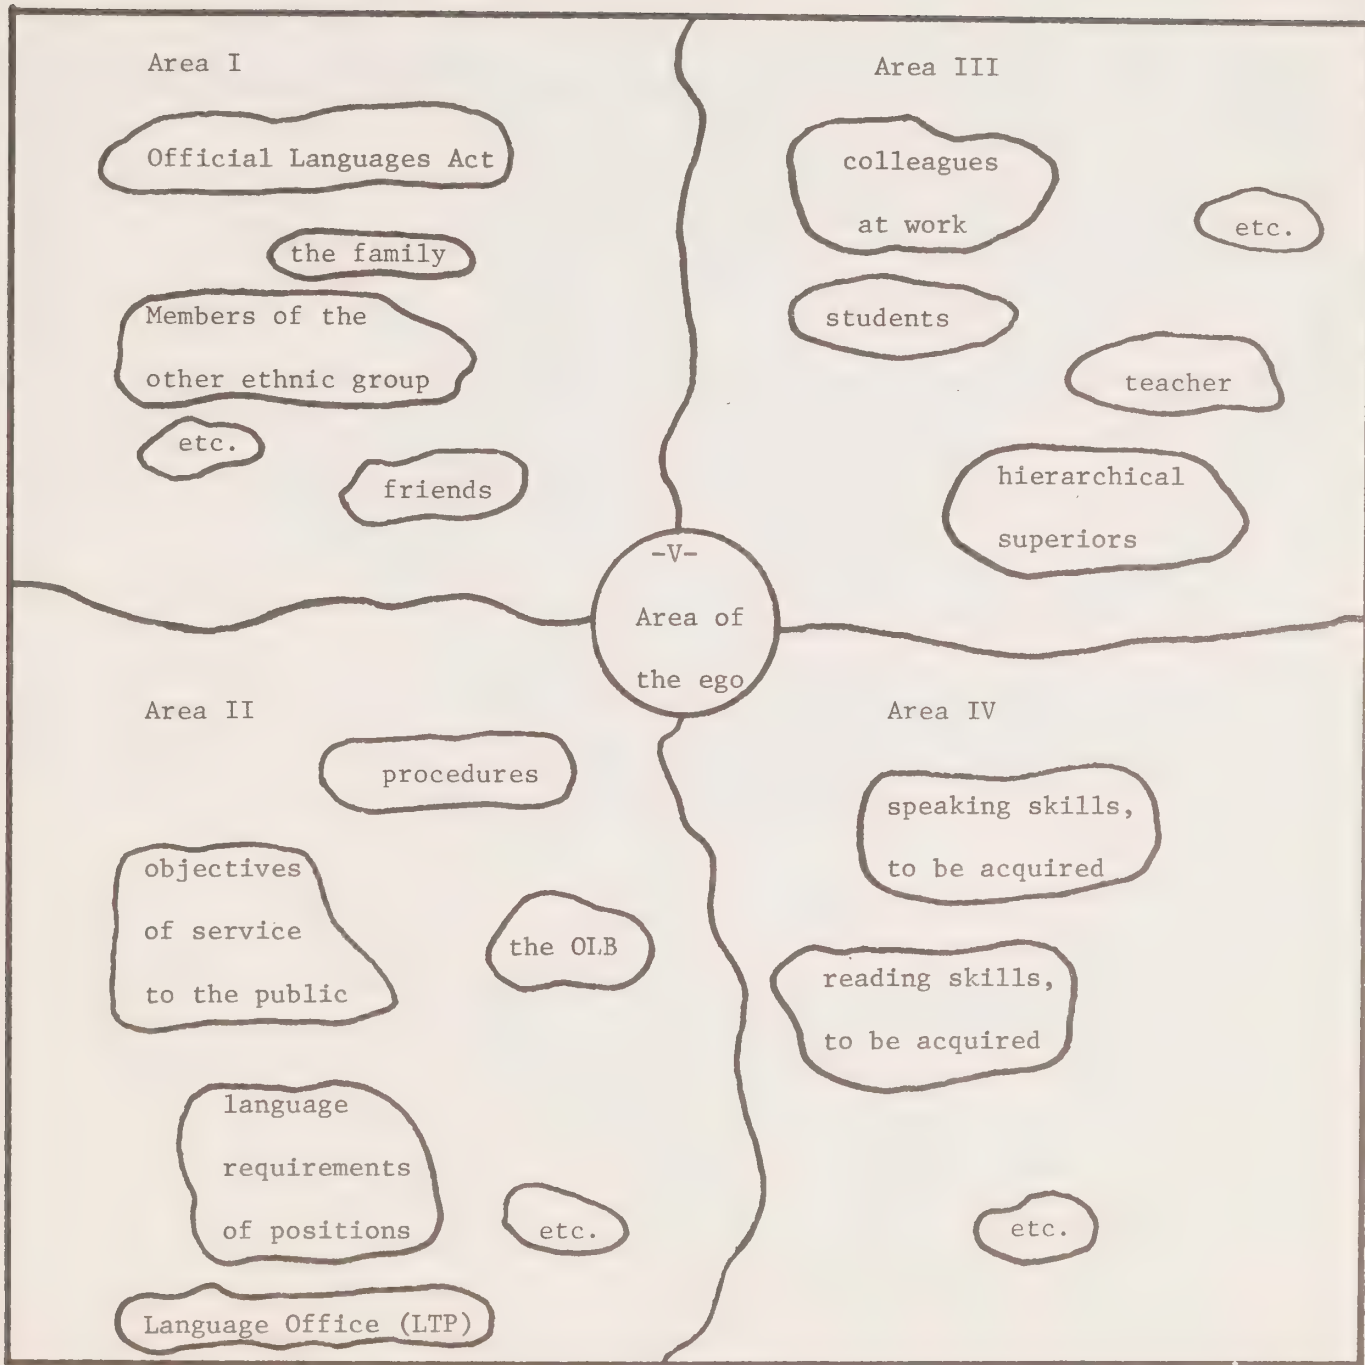 Area I
Official Languages Act
the family
Members of the
other ethnic group
etc.
friends
Area III
colleagues
at work
etc.
students
teacher
hierarchical
superiors
-V-
Area of
the ego
Area II
procedures
objectives
of service
to the public
the OLB
language
requirements
of positions
etc.
Language Office (LTP)
Area IV
speaking skills,
to be acquired
reading skills,
to be acquired
etc.